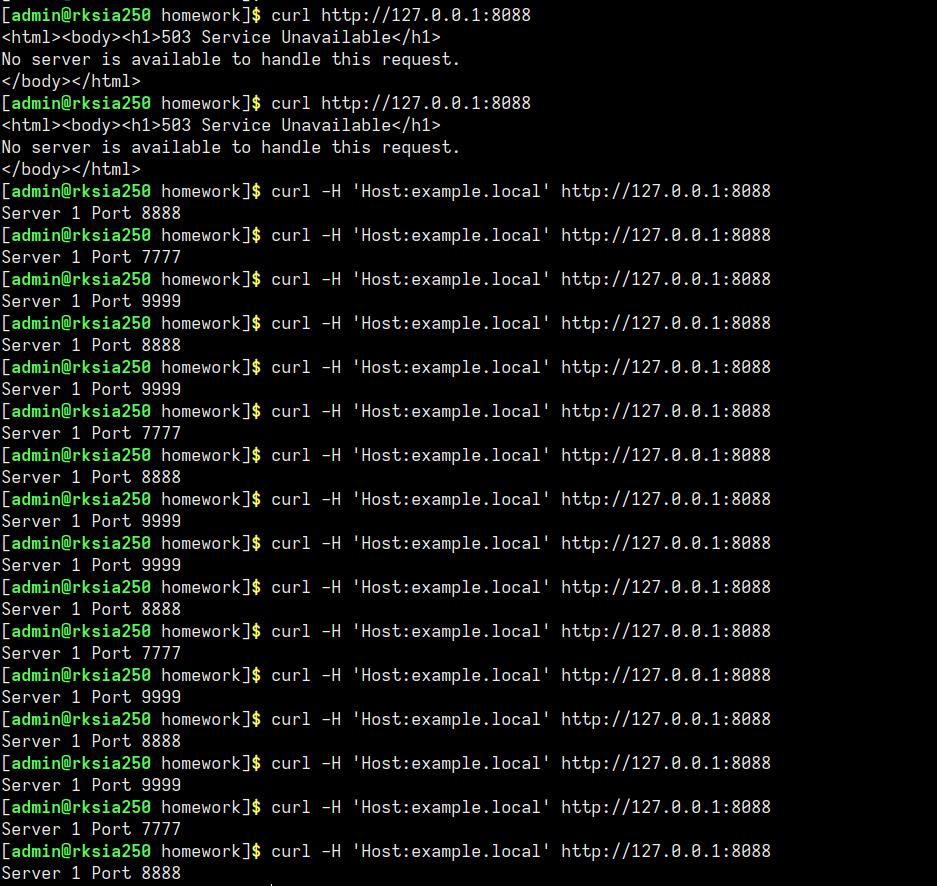 [admin@rksia250 homework]$ curl http://127.0.0.1:8088
<html><body><h1>503 Service Unavailable</h1>
No server is available to handle this request.
</body></html>
[admin@rksia250 homework]$ curl http://127.0.0.1:8088
<html><body><h1>503 Service Unavailable</h1>
No server is available to handle this request.
</body></html>
[admin@rksia250 homework]$ curl -H 'Host:example.local' http://127.0.0.1:8088
Server 1 Port 8888
[admin@rksia250 homework]$ curl -H 'Host:example.local' http://127.0.0.1:8088
Server 1 Port 7777
[admin@rksia250 homework]$ curl -H 'Host:example.local' http://127.0.0.1:8088
Server 1 Port 9999
[admin@rksia250 homework]$ curl -H 'Host:example.local' http://127.0.0.1:8088
Server 1 Port 8888
[admin@rksia250 homework]$ curl -H 'Host:example.local' http://127.0.0.1:8088
Server 1 Port 9999
[admin@rksia250 homework]$ curl -H 'Host:example.local' http://127.0.0.1:8088
Server 1 Port 7777
[admin@rksia250 homework]$ curl -H 'Host:example.local' http://127.0.0.1:8088
Server 1 Port 8888
[admin@rksia250 homework]$ curl -H 'Host:example.local' http://127.0.0.1:8088
Server 1 Port 9999
[admin@rksia250 homework]$ curl -H 'Host:example.local' http://127.0.0.1:8088
Server 1 Port 9999
[admin@rksia250 homework]$ curl -H 'Host:example.local' http://127.0.0.1:8088
Server 1 Port 8888
[admin@rksia250 homework]$ curl -H 'Host:example.local' http://127.0.0.1:8088
Server 1 Port 7777
[admin@rksia250 homework]$ curl -H 'Host:example.local' http://127.0.0.1:8088
Server 1 Port 9999
[admin@rksia250 homework]$ curl -H 'Host:example.local' http://127.0.0.1:8088
Server 1 Port 8888
[admin@rksia250 homework]$ curl -H 'Host:example.local' http://127.0.0.1:8088
Server 1 Port 9999
[admin@rksia250 homework]$ curl -H 'Host:example.local' http://127.0.0.1:8088
Server 1 Port 7777
[admin@rksia250 homework]$ curl -H 'Host:example.local' http://127.0.0.1:8088
Server 1 Port 8888